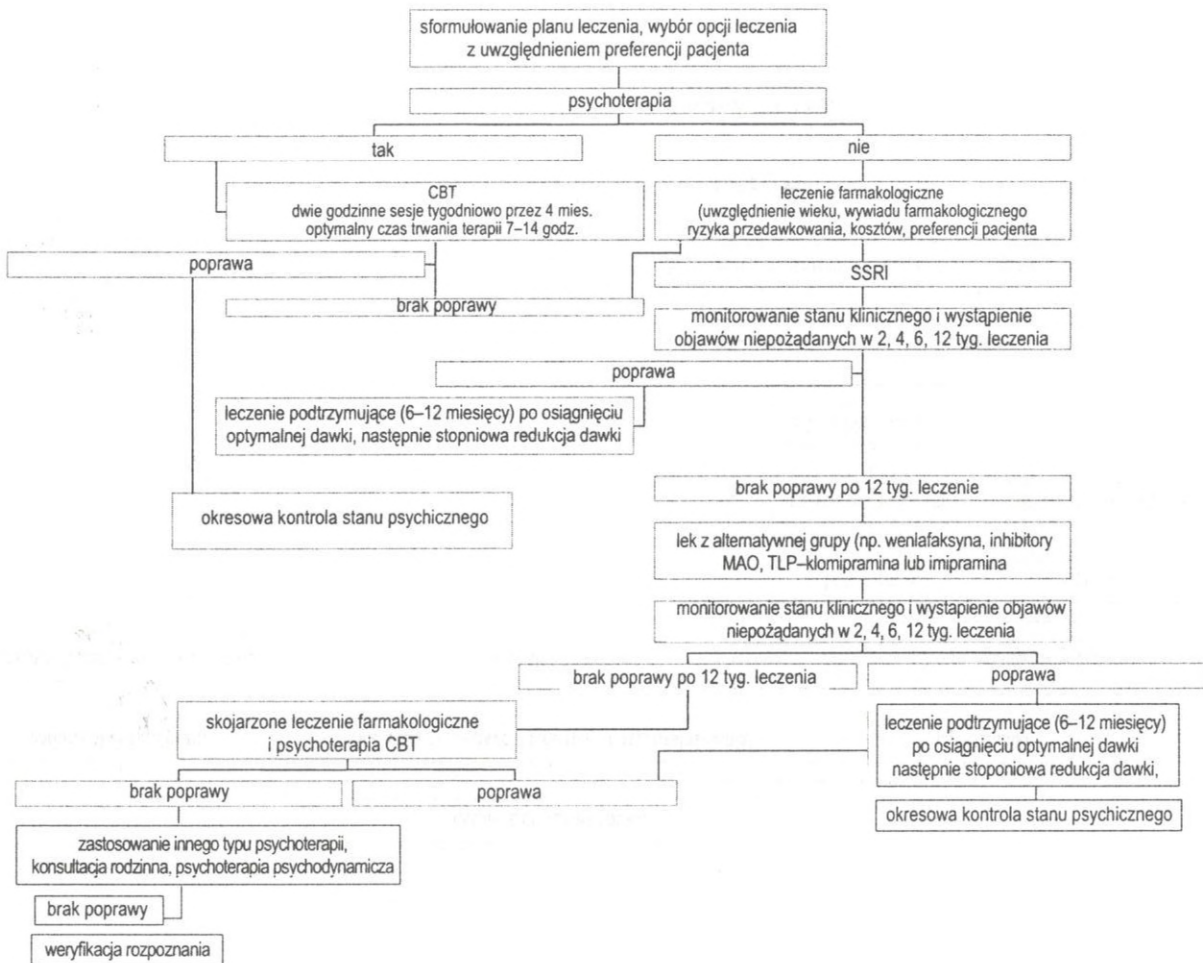 sformułowanie planu leczenia, wybór opcji leczenia
z uwzględnieniem preferencji pacjenta
psychoterapia
tak
nie
CBT
dwie godzinne sesje tygodniowo przez 4 mies.
optymalny czas trwania terapii 7–14 godz.
leczenie farmakologiczne
(uwzględnienie wieku, wywiadu farmakologicznego
ryzyka przedawkowania, kosztów, preferencji pacjenta
poprawa
SSRI
brak poprawy
monitorowanie stanu klinicznego i wystąpienie
objawów niepożądanych w 2, 4, 6, 12 tyg. leczenia
poprawa
leczenie podtrzymujące (6–12 miesięcy) po osiągnięciu
optymalnej dawki, następnie stopniowa redukcja dawki
brak poprawy po 12 tyg. leczenie
okresowa kontrola stanu psychicznego
lek z alternatywnej grupy (np. wenlafaksyna, inhibitory
MAO, TLP–klomipramina lub imipramina
monitorowanie stanu klinicznego i wystapienie objawów
niepożądanych w 2, 4, 6, 12 tyg. leczenia
brak poprawy po 12 tyg. leczenia
poprawa
skojarzone leczenie farmakologiczne
i psychoterapia CBT
leczenie podtrzymujące (6–12 miesięcy)
po osiągnięciu optymalnej dawki
następnie stoponiowa redukcja dawki,
brak poprawy
poprawa
okresowa kontrola stanu psychicznego
zastosowanie innego typu psychoterapii,
konsultacja rodzinna, psychoterapia psychodynamicza
brak poprawy
weryfikacja rozpoznania